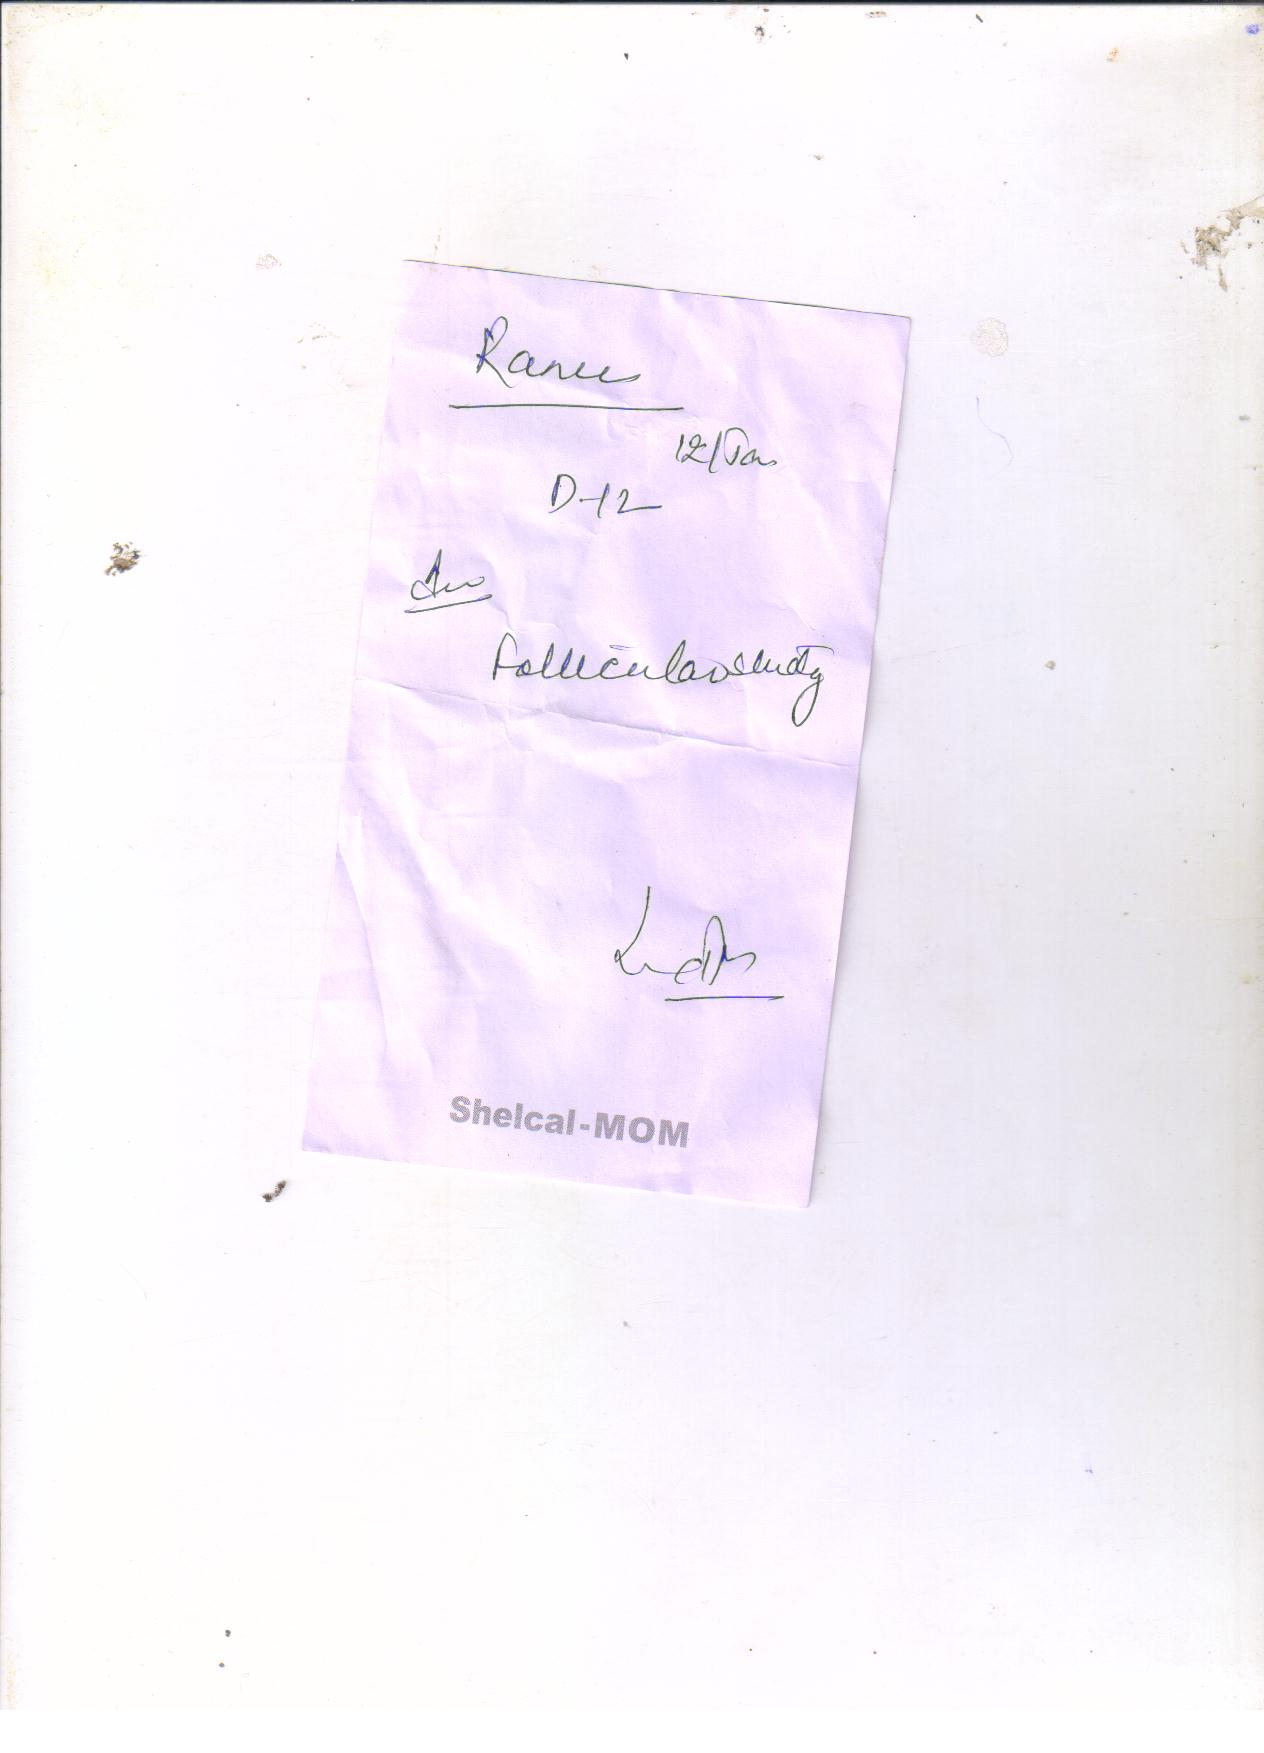 Ranee
12/Jan
D-12
Adv
Follicular study
Shelcal-MOM